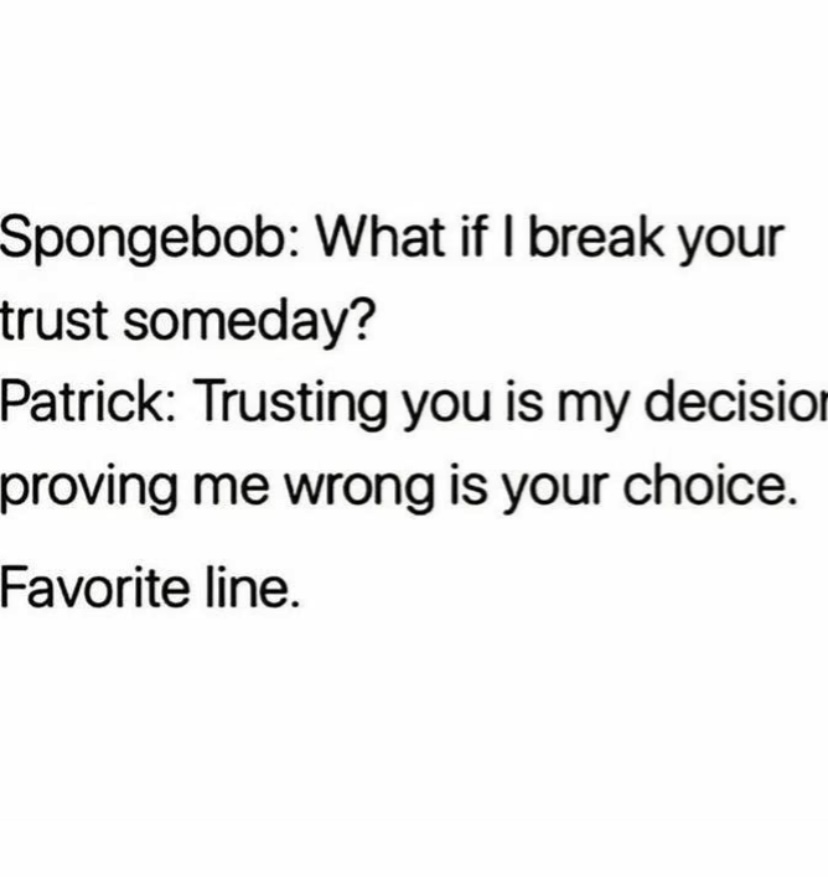 Spongebob: What if I break your
trust someday?
Patrick: Trusting you is my decision
proving me wrong is your choice.
Favorite line.